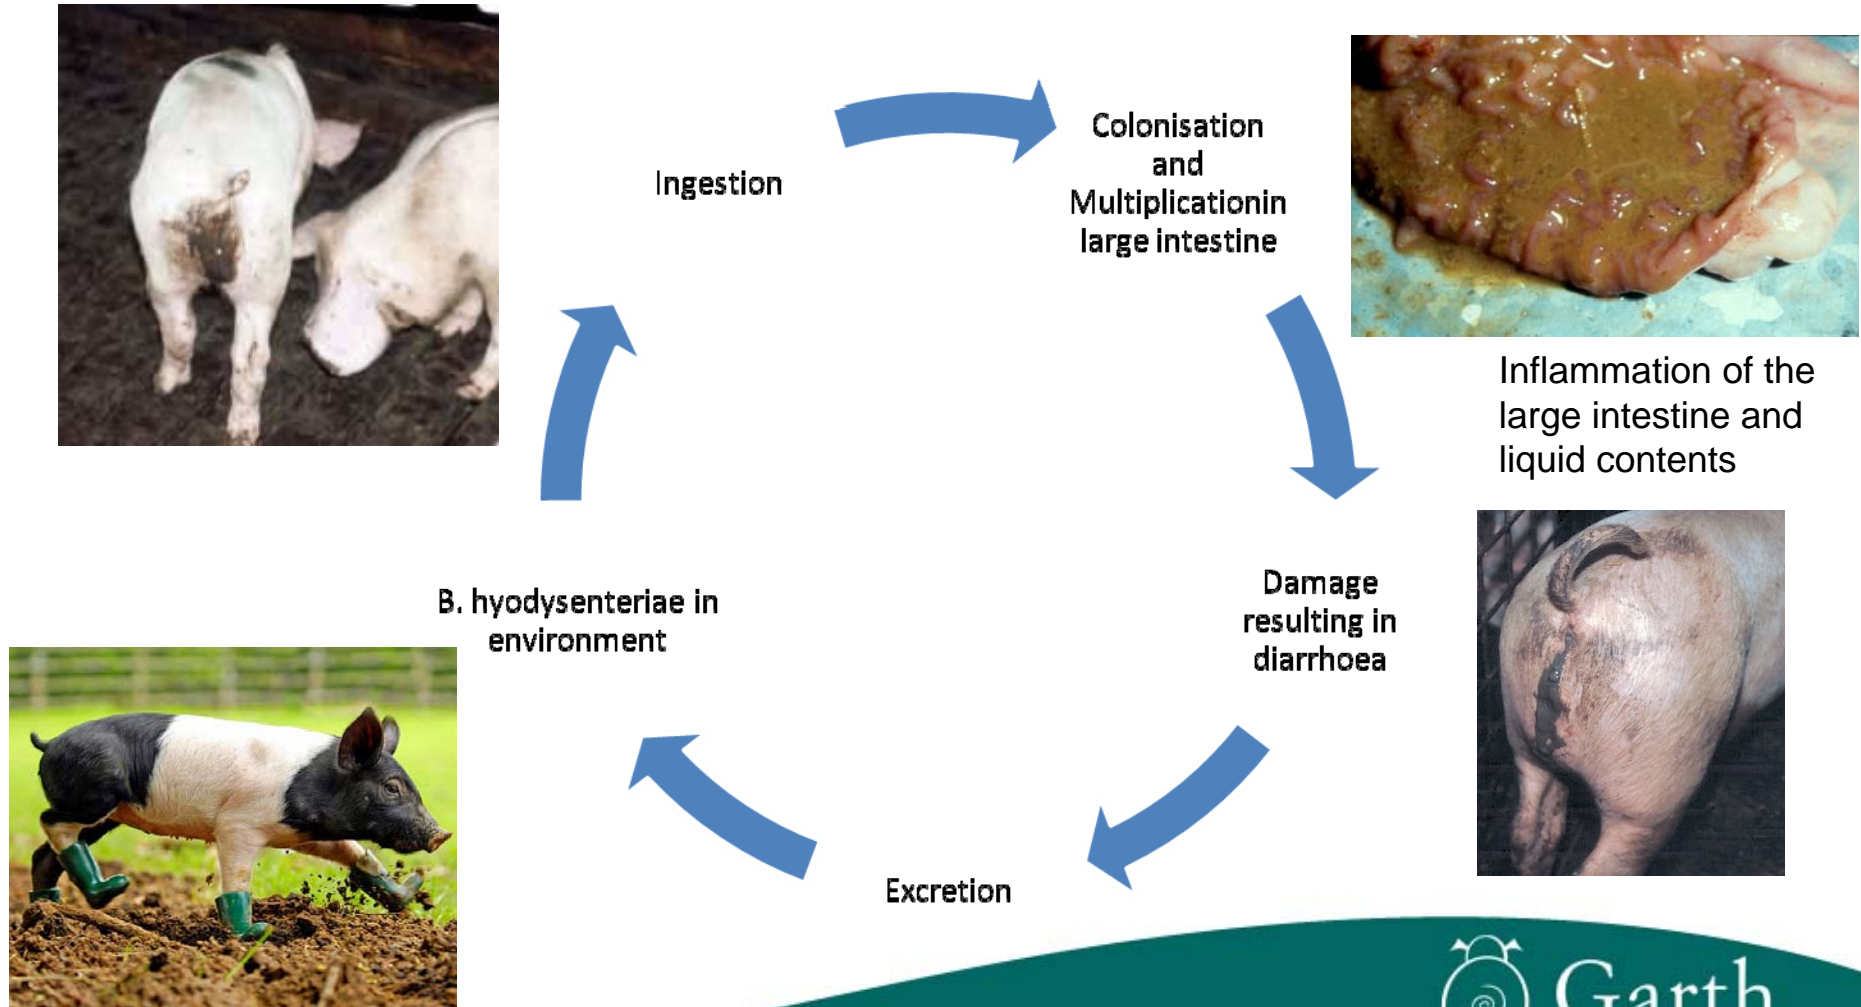 Ingestion
Colonisation
and
Multiplicationin
large intestine
Inflammation of the
large intestine and
liquid contents
Damage
resulting in
diarrhoea
B. hyodysenteriae in
environment
Excretion
Garth